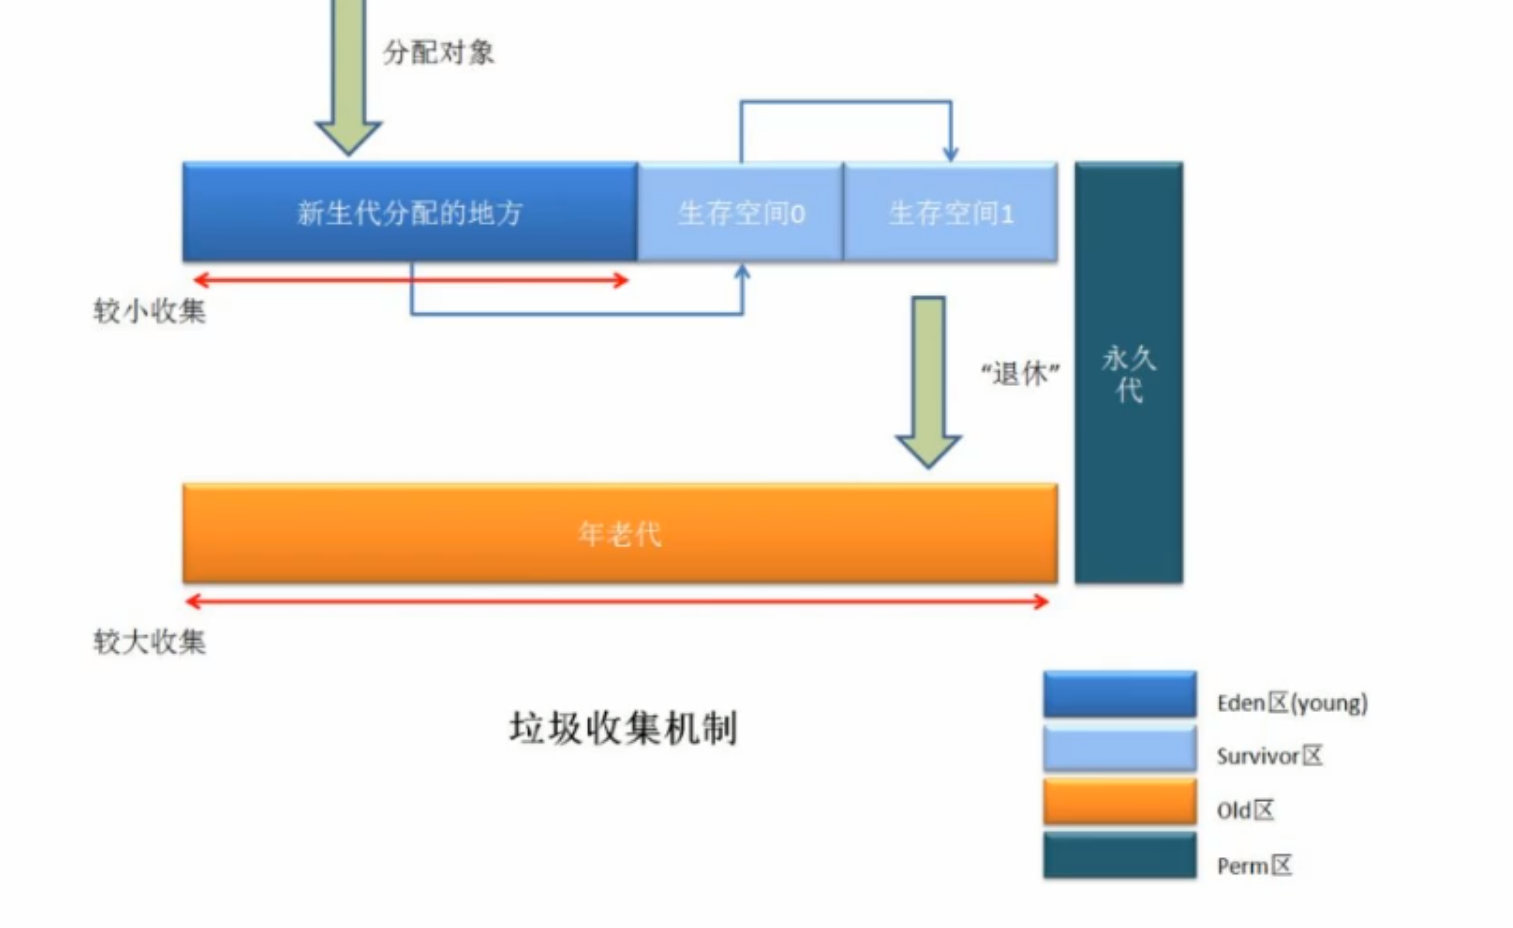 分配对象
新生代分配的地方
生存空间0
生存空间1
较小收集
“退休”
永久
代
年老代
较大收集
垃圾收集机制
Eden区(young)
Survivor区
Old区
Perm区